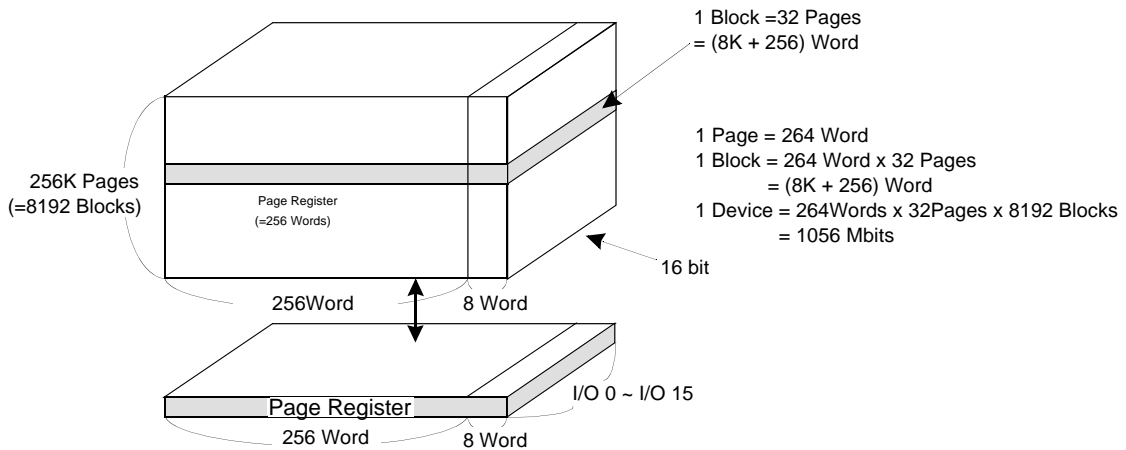 1 Block =32 Pages
= (8K + 256) Word
1 Page = 264 Word
1 Block = 264 Word x 32 Pages
= (8K + 256) Word
1 Device = 264Words x 32Pages x 8192 Blocks
= 1056 Mbits
256K Pages
(=8192 Blocks)
Page Register
(=256 Words)
16 bit
256Word
8 Word
I/O 0 ~ I/O 15
Page Register
256 Word
8 Word